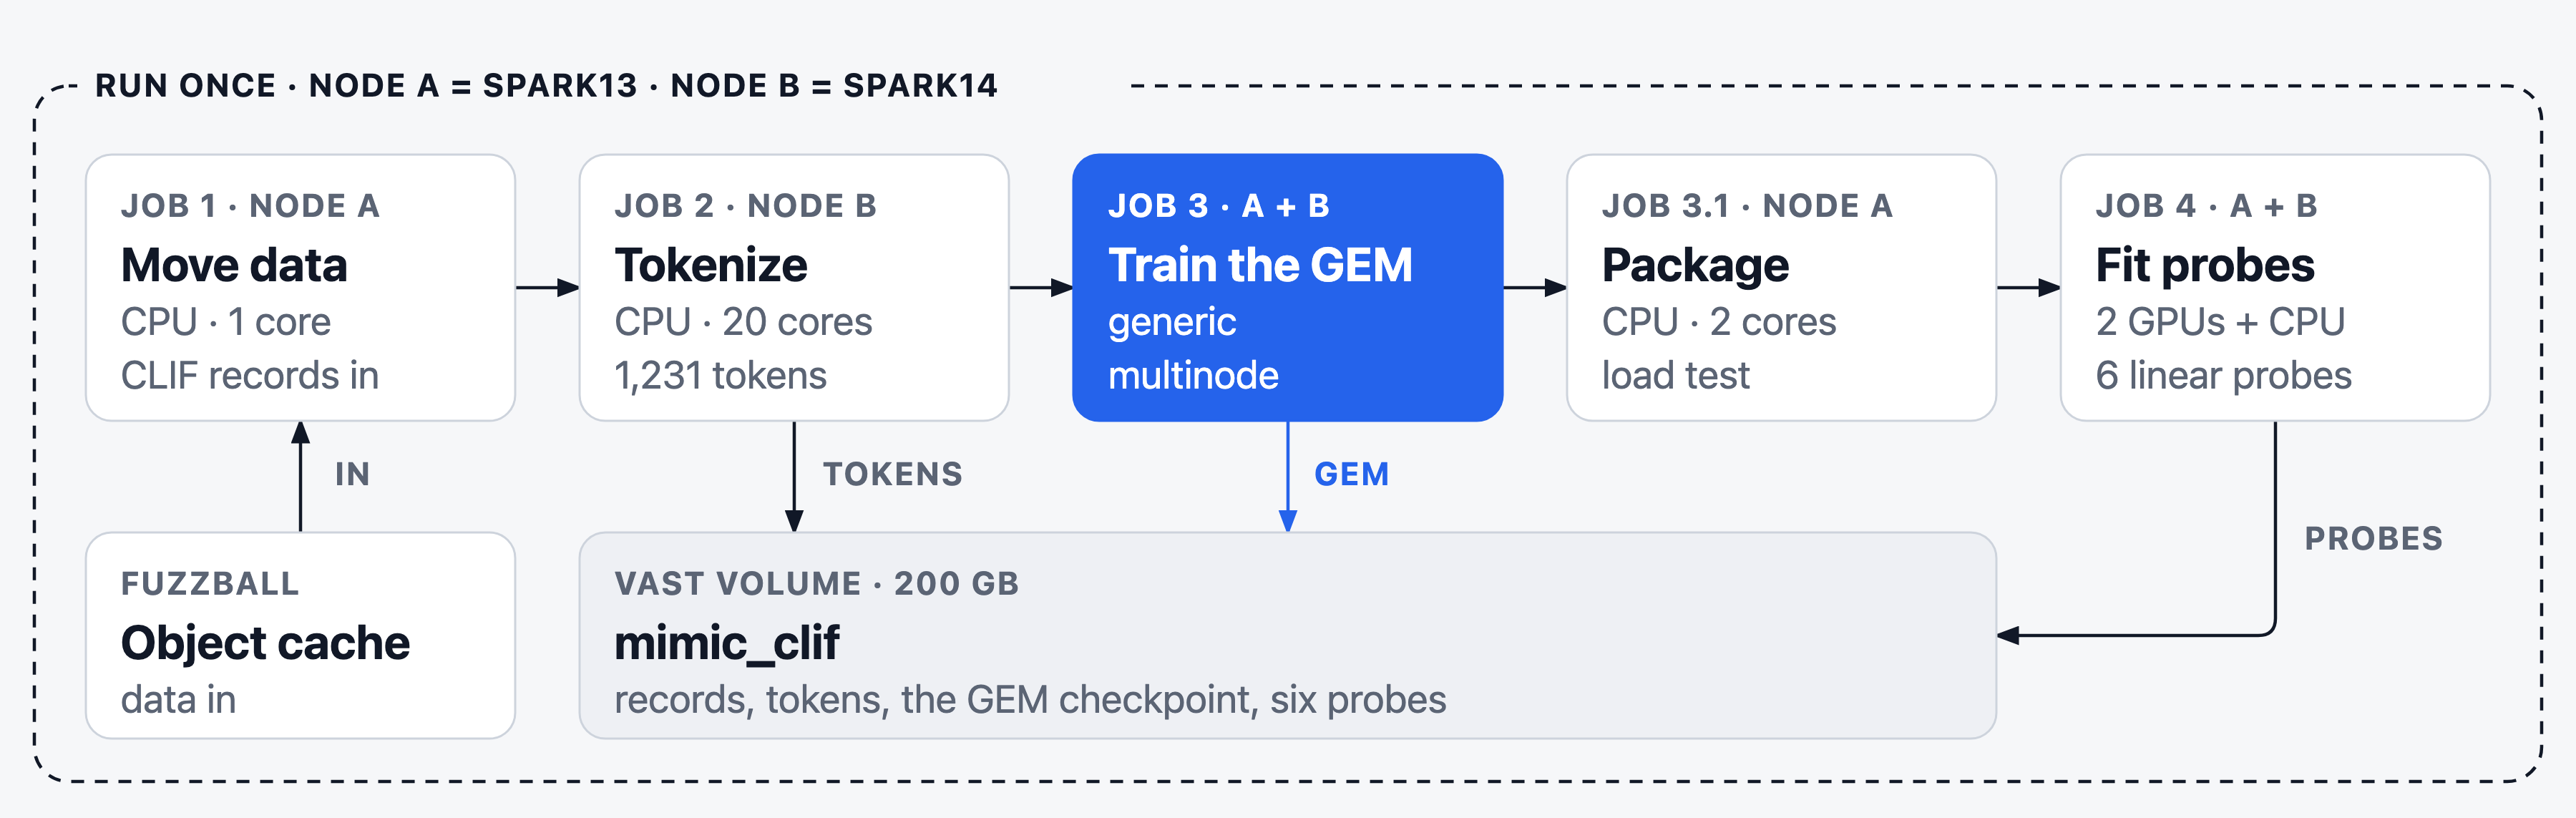 RUN ONCE · NODE A = SPARK13 · NODE B = SPARK14
JOB 1 · NODE A
Move data
CPU · 1 core
CLIF records in
JOB 2 · NODE B
Tokenize
CPU · 20 cores
1,231 tokens
JOB 3 · A + B
Train the GEM
generic
multinode
JOB 3.1 · NODE A
Package
CPU · 2 cores
load test
JOB 4 · A + B
Fit probes
2 GPUs + CPU
6 linear probes
IN
TOKENS
GEM
PROBES
FUZZBALL
Object cache
data in
VAST VOLUME · 200 GB
mimic_clif
records, tokens, the GEM checkpoint, six probes